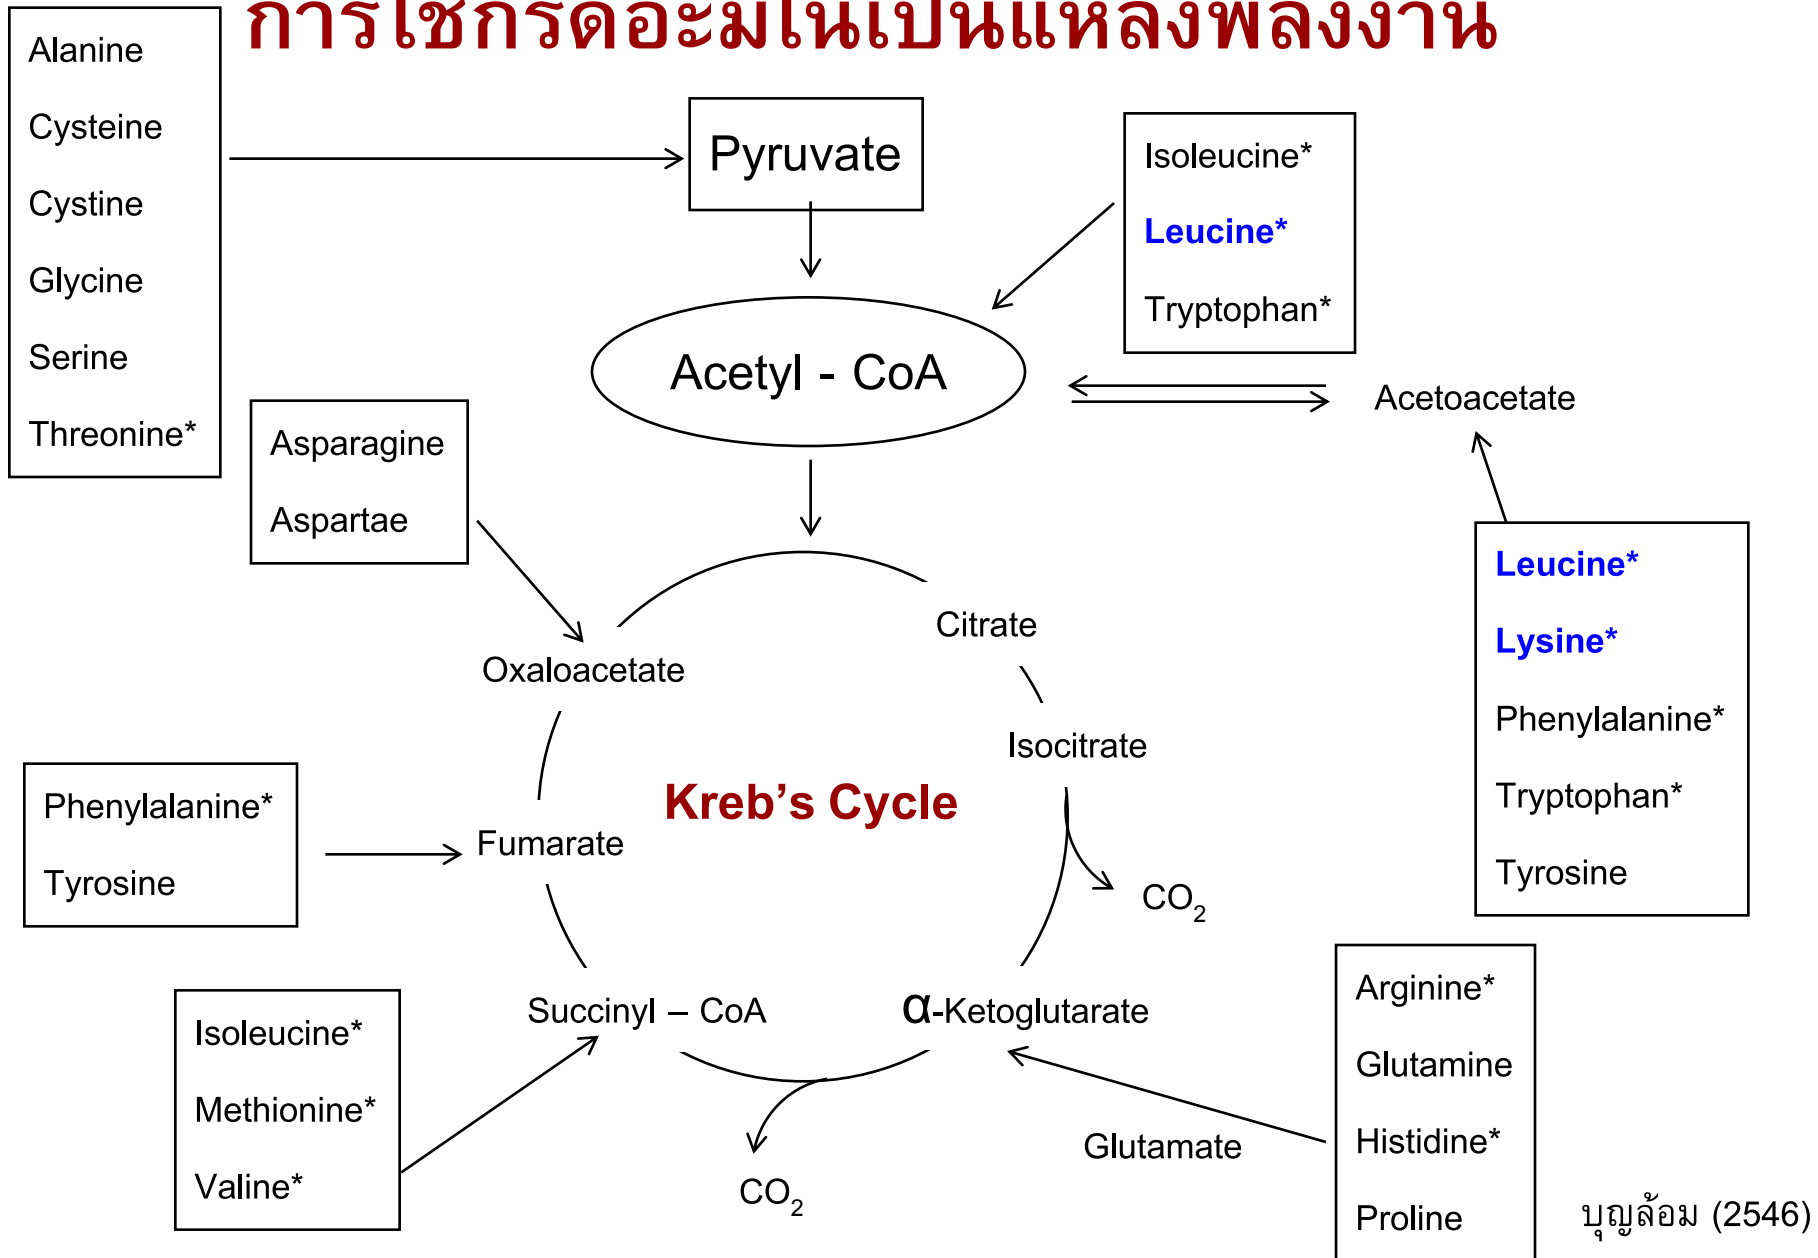 การใช้กรดอะมิโนเป็นแหล่งพลังงาน
Alanine
Cysteine
Cystine
Glycine
Serine
Threonine*
Pyruvate
Isoleucine*
Leucine*
Tryptophan*
Acetyl - CoA
Acetoacetate
Asparagine
Aspartae
Leucine*
Lysine*
Phenylalanine*
Tryptophan*
Tyrosine
Citrate
Oxaloacetate
Isocitrate
Kreb’s Cycle
Phenylalanine*
Tyrosine
Fumarate
CO2
Succinyl – CoA
α-Ketoglutarate
Isoleucine*
Methionine*
Valine*
Arginine*
Glutamine
Histidine*
Proline
Glutamate
CO2
บุญล้อม (2546)